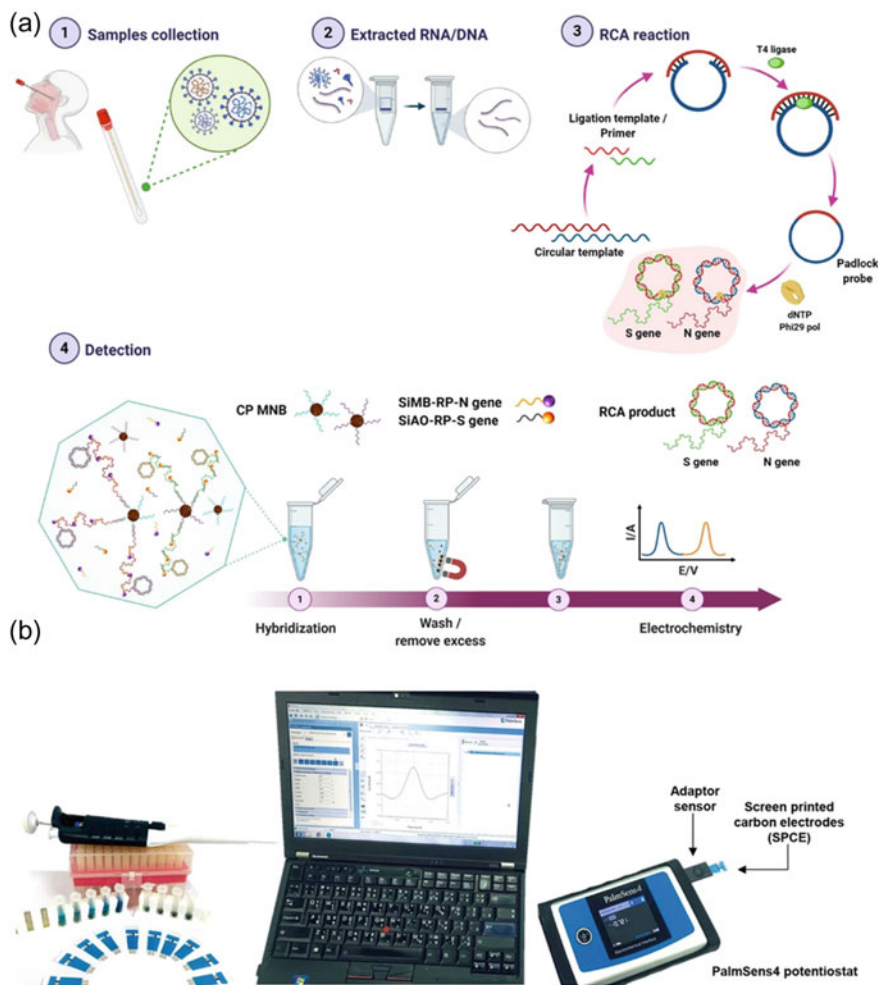 (a)
1 Samples collection
2 Extracted RNA/DNA
3 RCA reaction
T4 ligase
Ligation template /
Primer
Circular template
Padlock
probe
dNTP
Phi29 pol
S gene
N gene
4 Detection
CP MNB
SiMB-RP-N gene
SiAO-RP-S gene
RCA product
S gene
N gene
I/A
E/V
1
2
3
4
Hybridization
Wash /
remove excess
Electrochemistry
(b)
Adaptor
sensor
Screen printed
carbon electrodes
(SPCE)
PalmSens4
PalmSens4 potentiostat